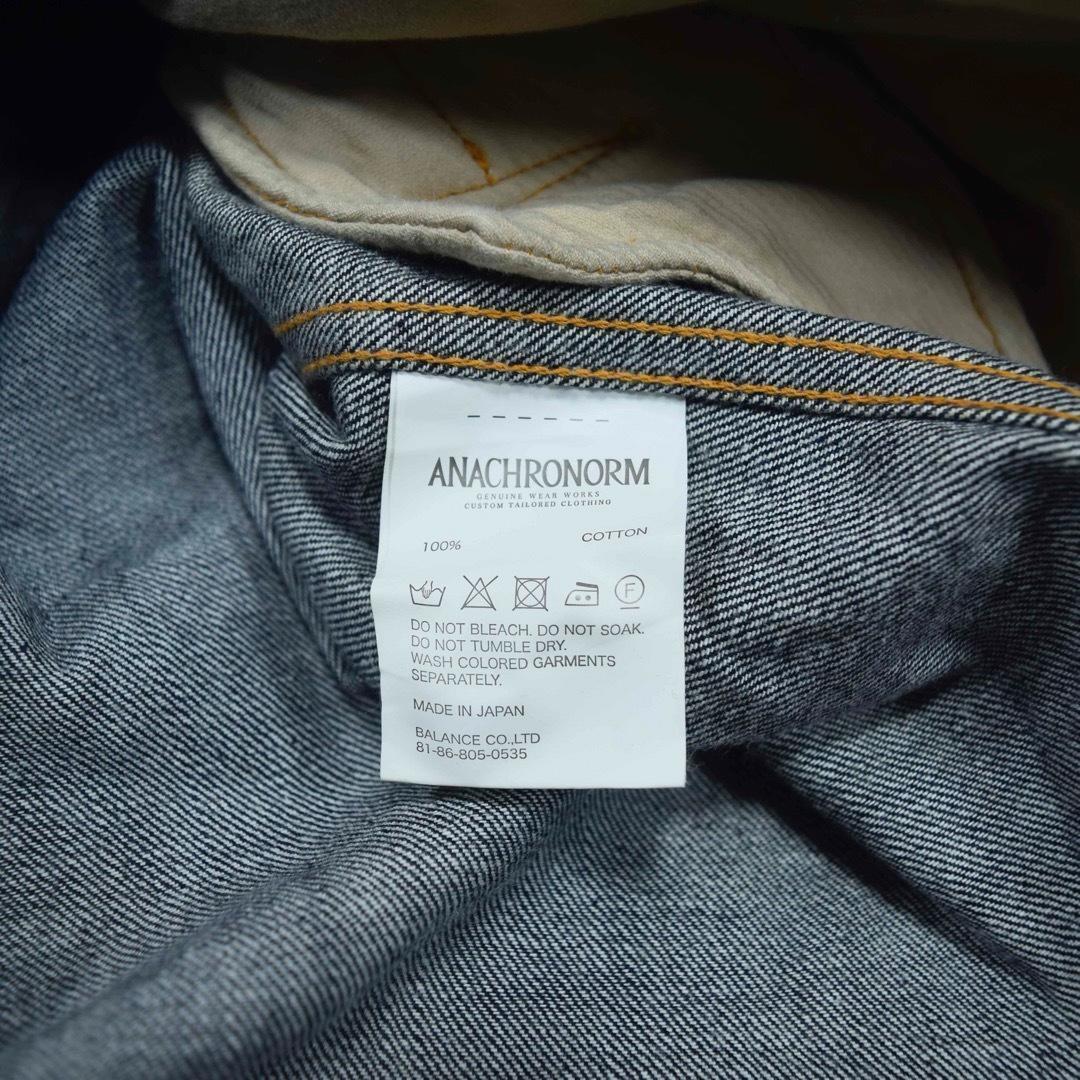 ANACHRONORM
GENUINE WEAR WORKS
CUSTOM TAILORED CLOTHING
100% COTTON
F
DO NOT BLEACH. DO NOT SOAK.
DO NOT TUMBLE DRY.
WASH COLORED GARMENTS
SEPARATELY.
MADE IN JAPAN
BALANCE CO.,LTD
81-86-805-0535